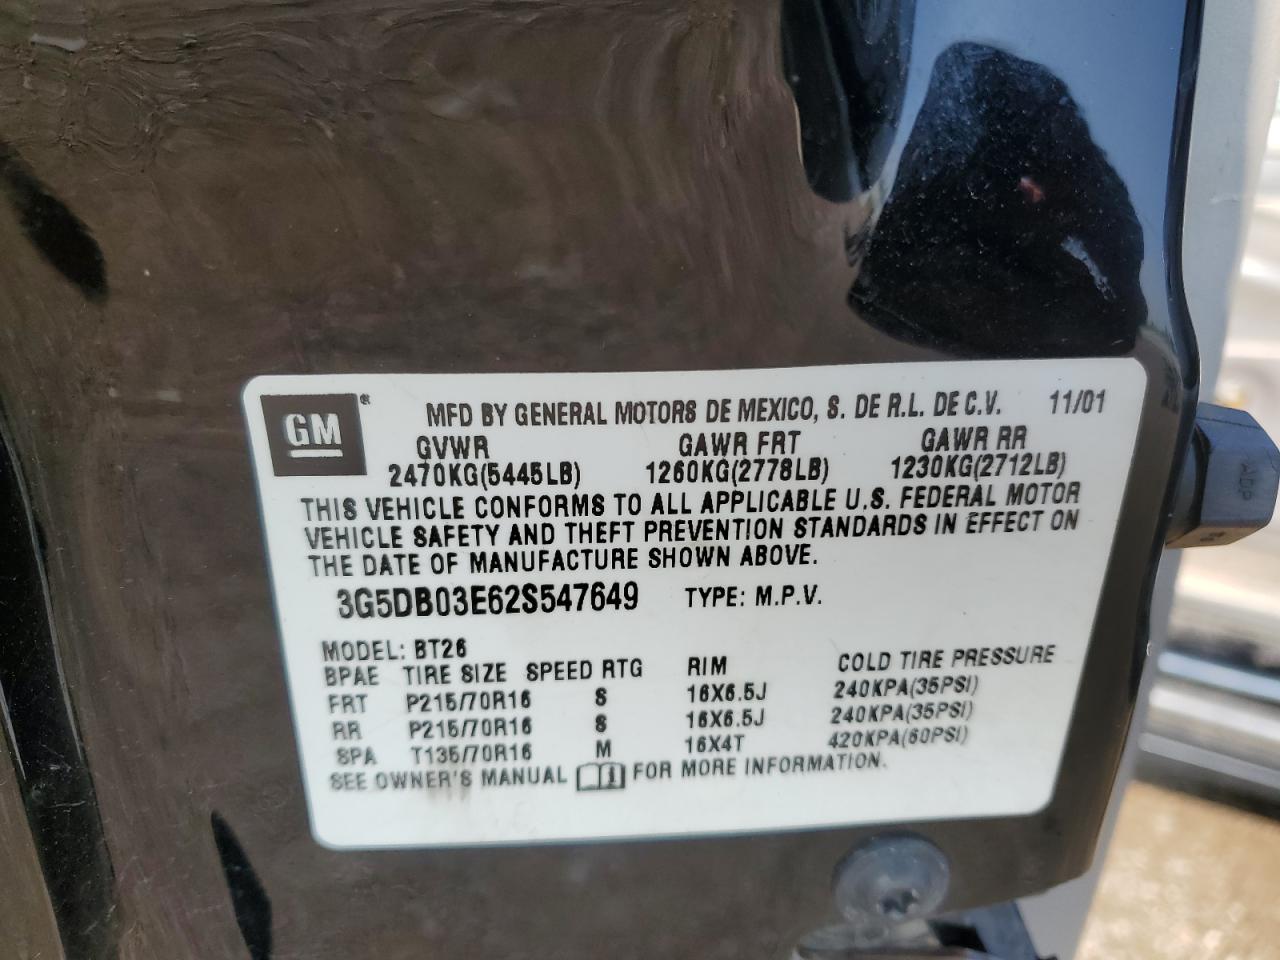 GM® MFD BY GENERAL MOTORS DE MEXICO, S. DE R.L. DE C.V. 11/01
GVWR GAWR FRT GAWR RR
2470KG(5445LB) 1260KG(2778LB) 1230KG(2712LB)
THIS VEHICLE CONFORMS TO ALL APPLICABLE U.S. FEDERAL MOTOR
VEHICLE SAFETY AND THEFT PREVENTION STANDARDS IN EFFECT ON
THE DATE OF MANUFACTURE SHOWN ABOVE.
3G5DB03E62S547649 TYPE: M.P.V.
MODEL: BT26
BPAE TIRE SIZE SPEED RTG RIM COLD TIRE PRESSURE
FRT P215/70R16 S 16X6.5J 240KPA(35PSI)
RR P215/70R16 S 16X6.5J 240KPA(35PSI)
SPA T135/70R16 M 16X4T 420KPA(60PSI)
SEE OWNER'S MANUAL FOR MORE INFORMATION.